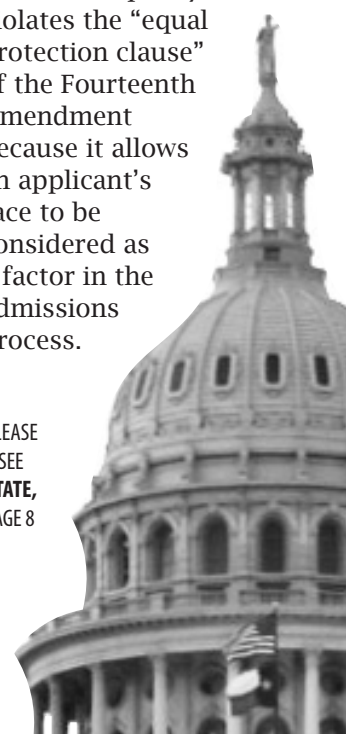 iolates the “equal
rotection clause”
f the Fourteenth
mendment
ecause it allows
n applicant’s
ace to be
onsidered as
factor in the
dmissions
rocess.
LEASE
SEE
TATE,
AGE 8